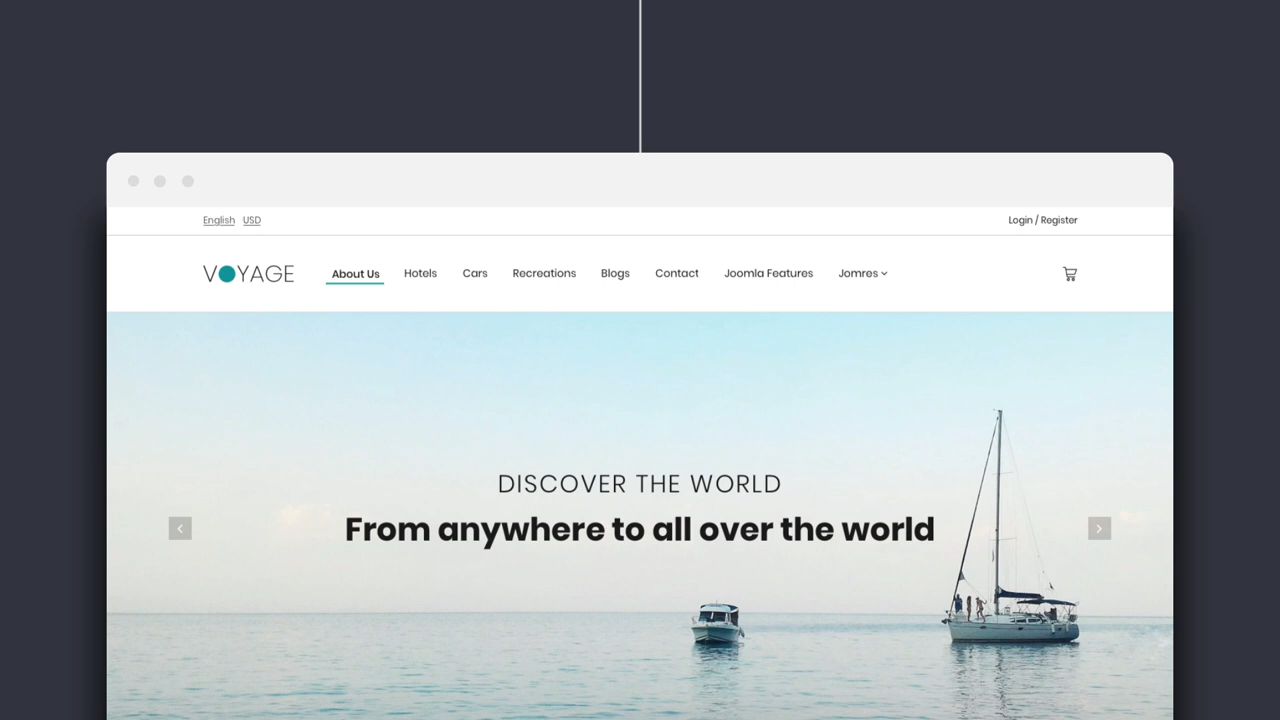 English USD
Login / Register
VOYAGE
About Us Hotels Cars Recreations Blogs Contact Joomla Features Jomres
DISCOVER THE WORLD
From anywhere to all over the world